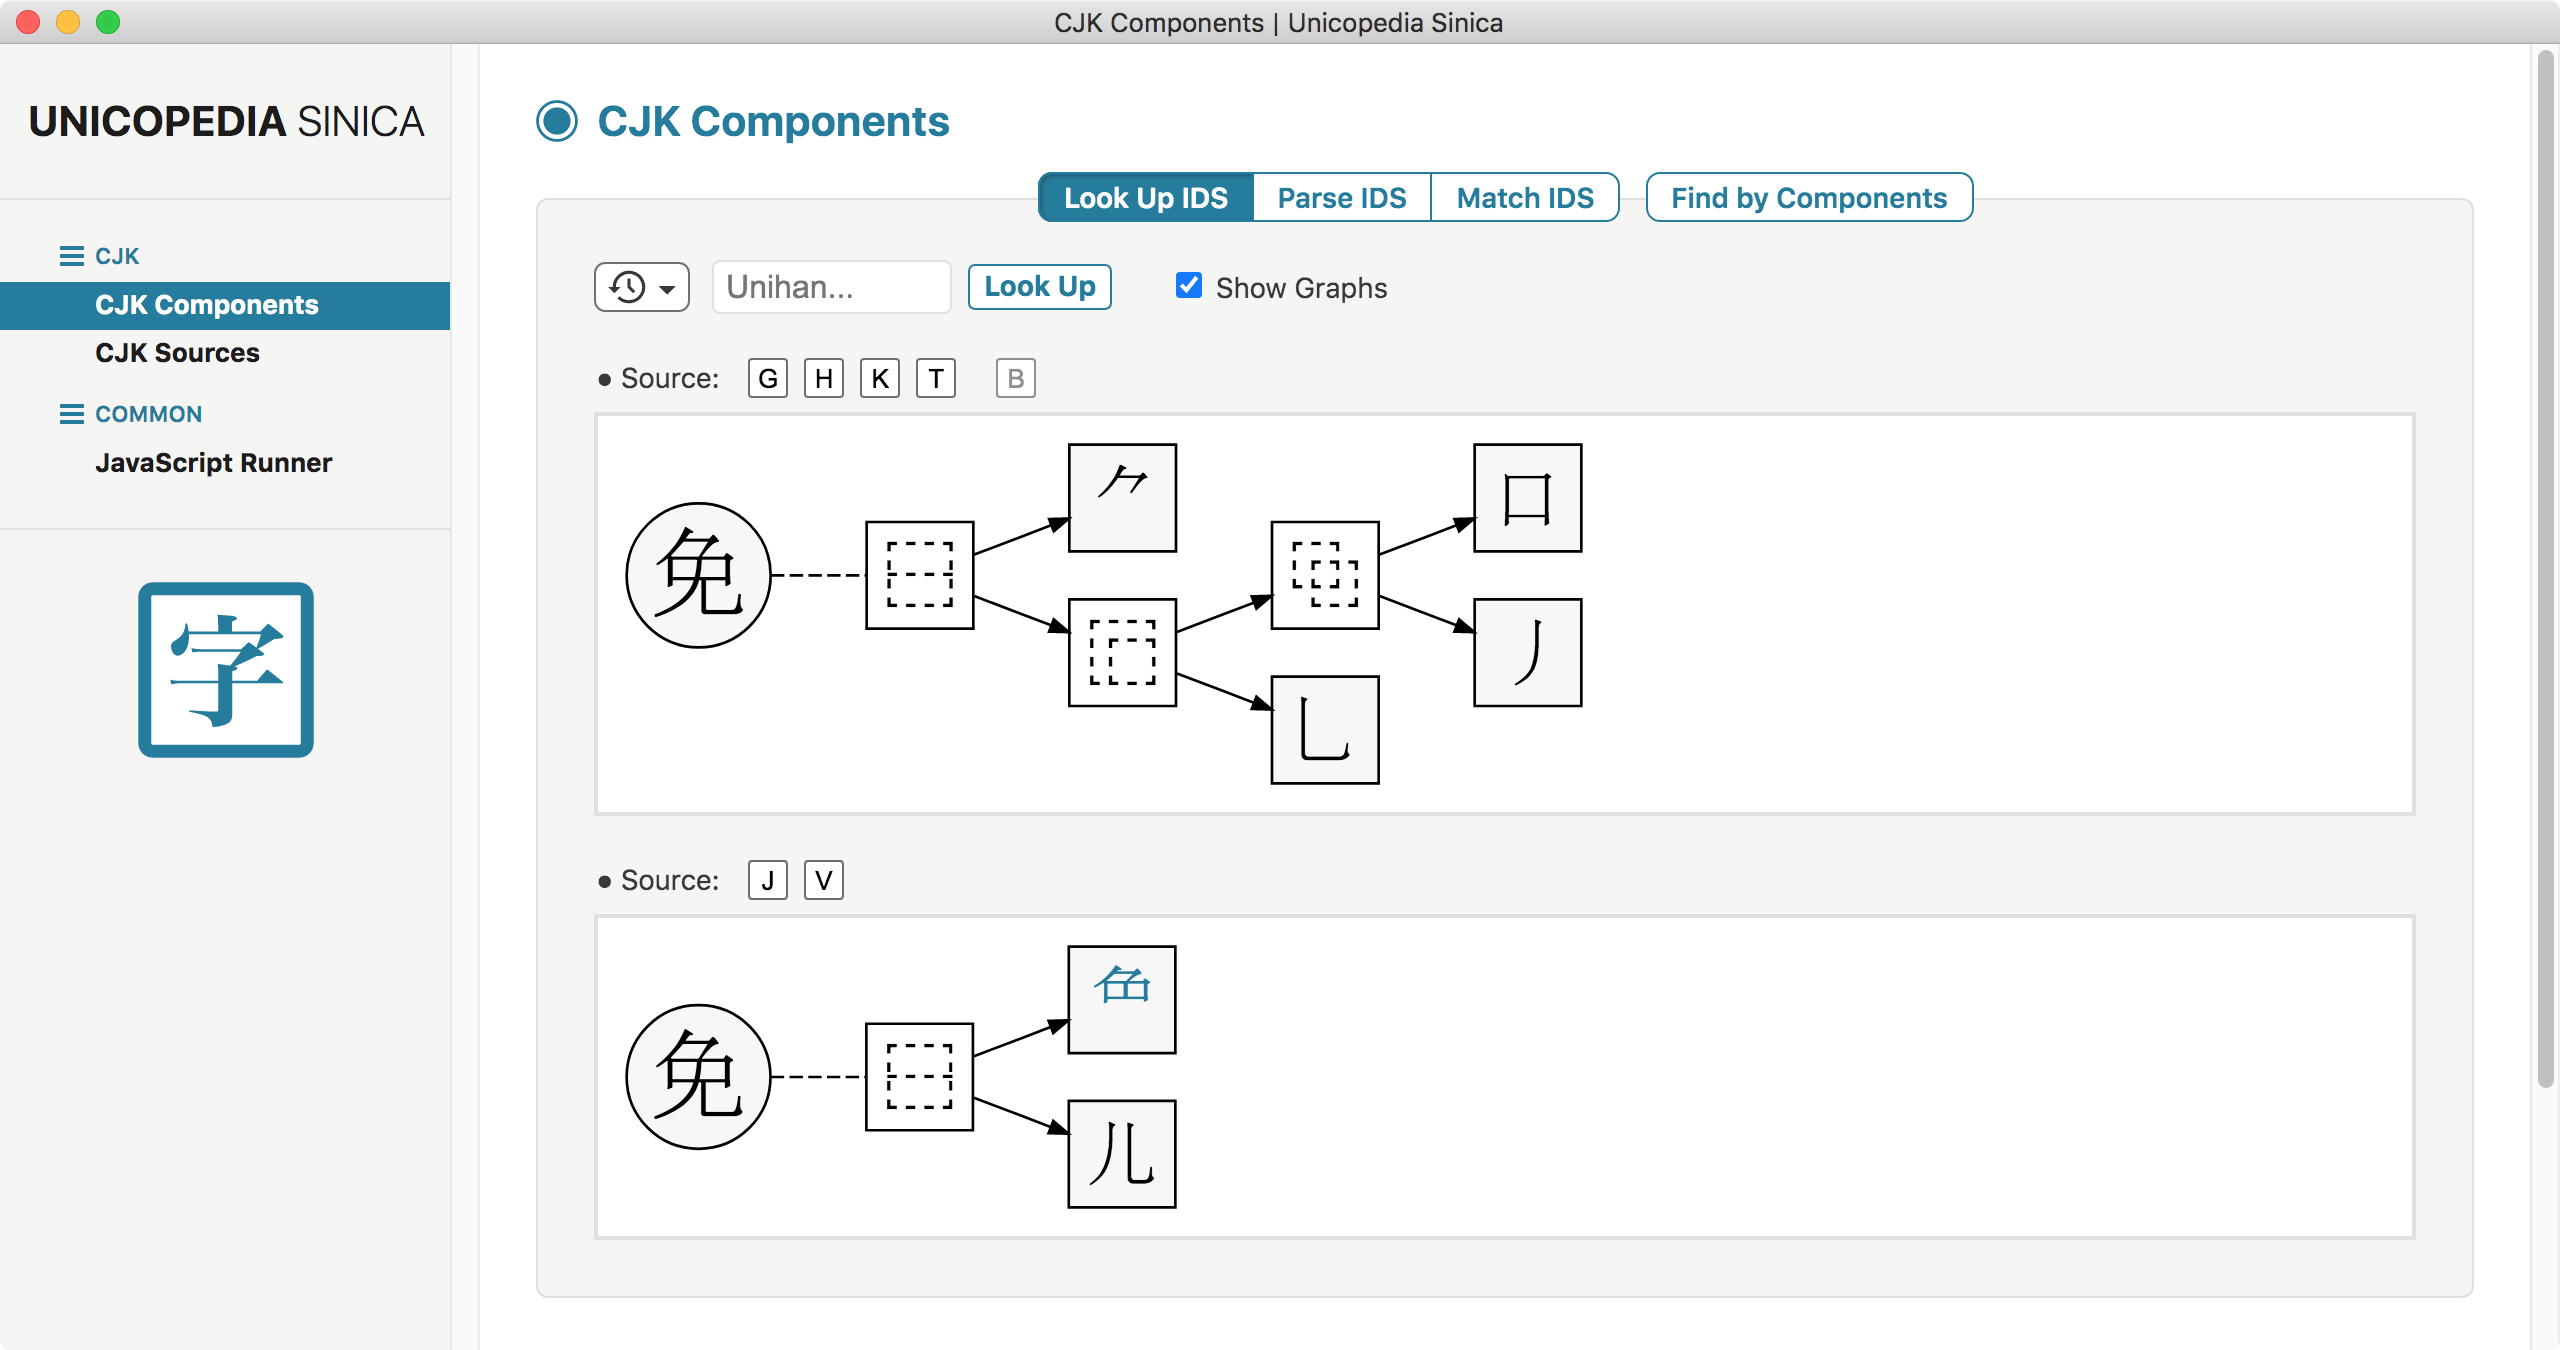 CJK Components | Unicopedia Sinica
UNICOPEDIA SINICA
CJK
CJK Components
CJK Sources
COMMON
JavaScript Runner
字
CJK Components
Look Up IDS
Parse IDS
Match IDS
Find by Components
Unihan...
Look Up
Show Graphs
Source: G H K T B
免
⿱
⺈
⿺
⿻
口
丿
乚
Source: J V
免
⿱
儿